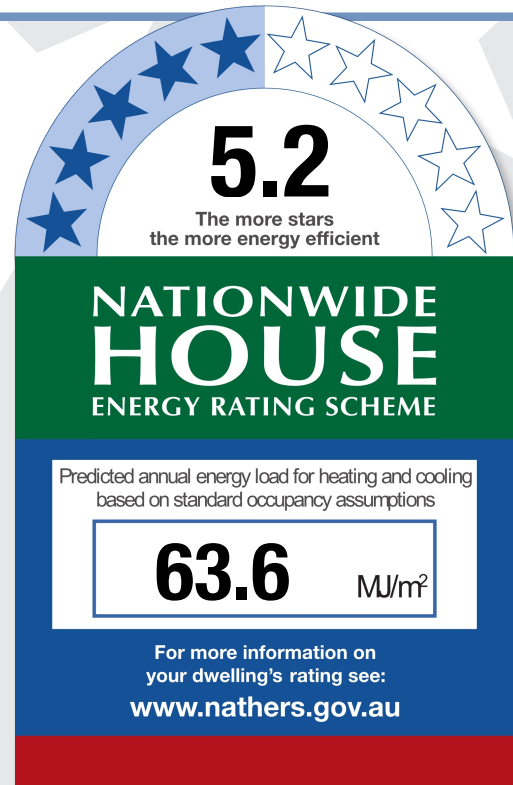 5.2
The more stars
the more energy efficient
NATIONWIDE
HOUSE
ENERGY RATING SCHEME
Predicted annual energy load for heating and cooling
based on standard occupancy assumptions
63.6 MJ/m²
For more information on
your dwelling's rating see:
www.nathers.gov.au